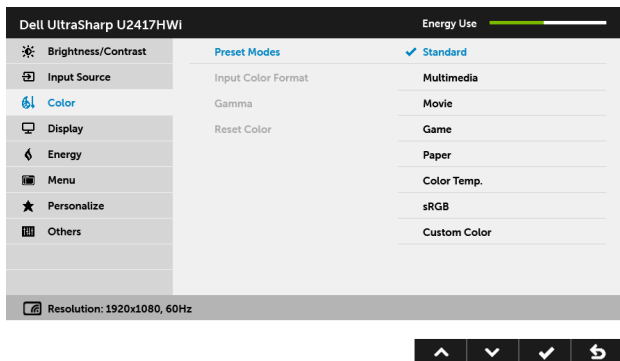 Dell UltraSharp U2417HWi
Energy Use
Brightness/Contrast
Preset Modes
Standard
Input Source
Input Color Format
Multimedia
Color
Gamma
Movie
Display
Reset Color
Game
Energy
Paper
Menu
Color Temp.
Personalize
sRGB
Others
Custom Color
Resolution: 1920x1080, 60Hz